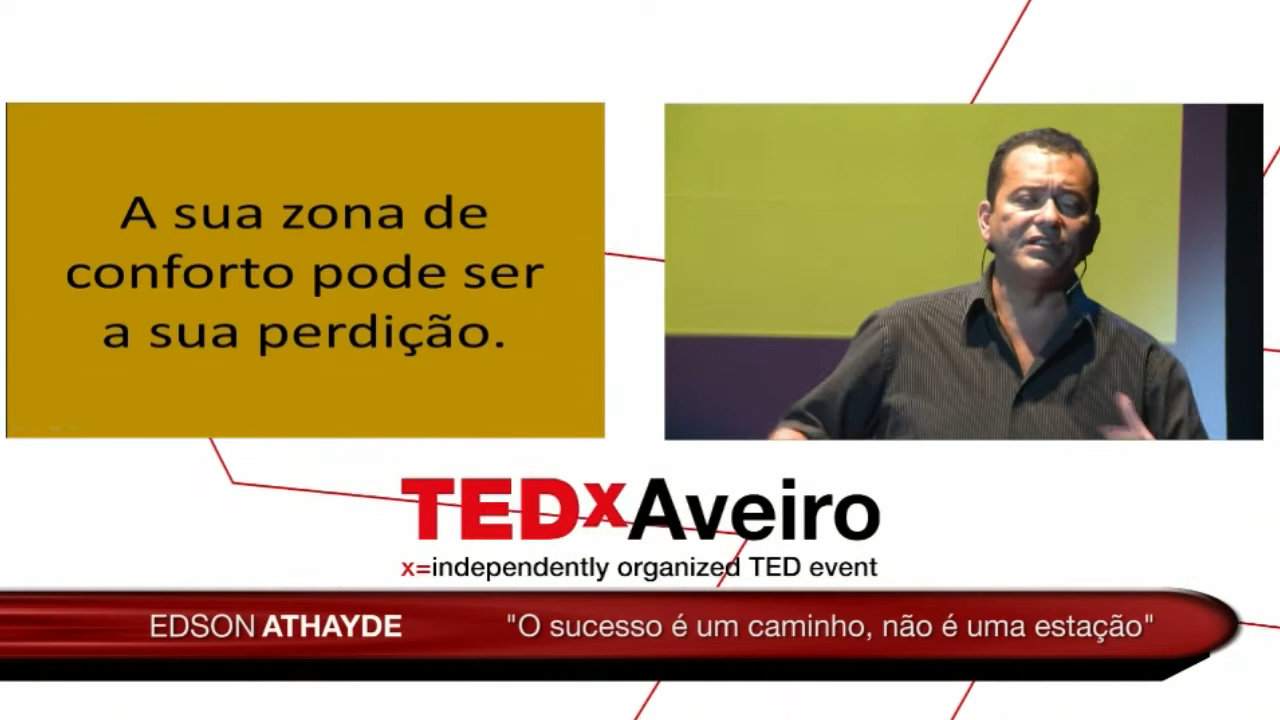 A sua zona de
conforto pode ser
a sua perdição.
TEDxAveiro
x=independently organized TED event
EDSON ATHAYDE "O sucesso é um caminho, não é uma estação"